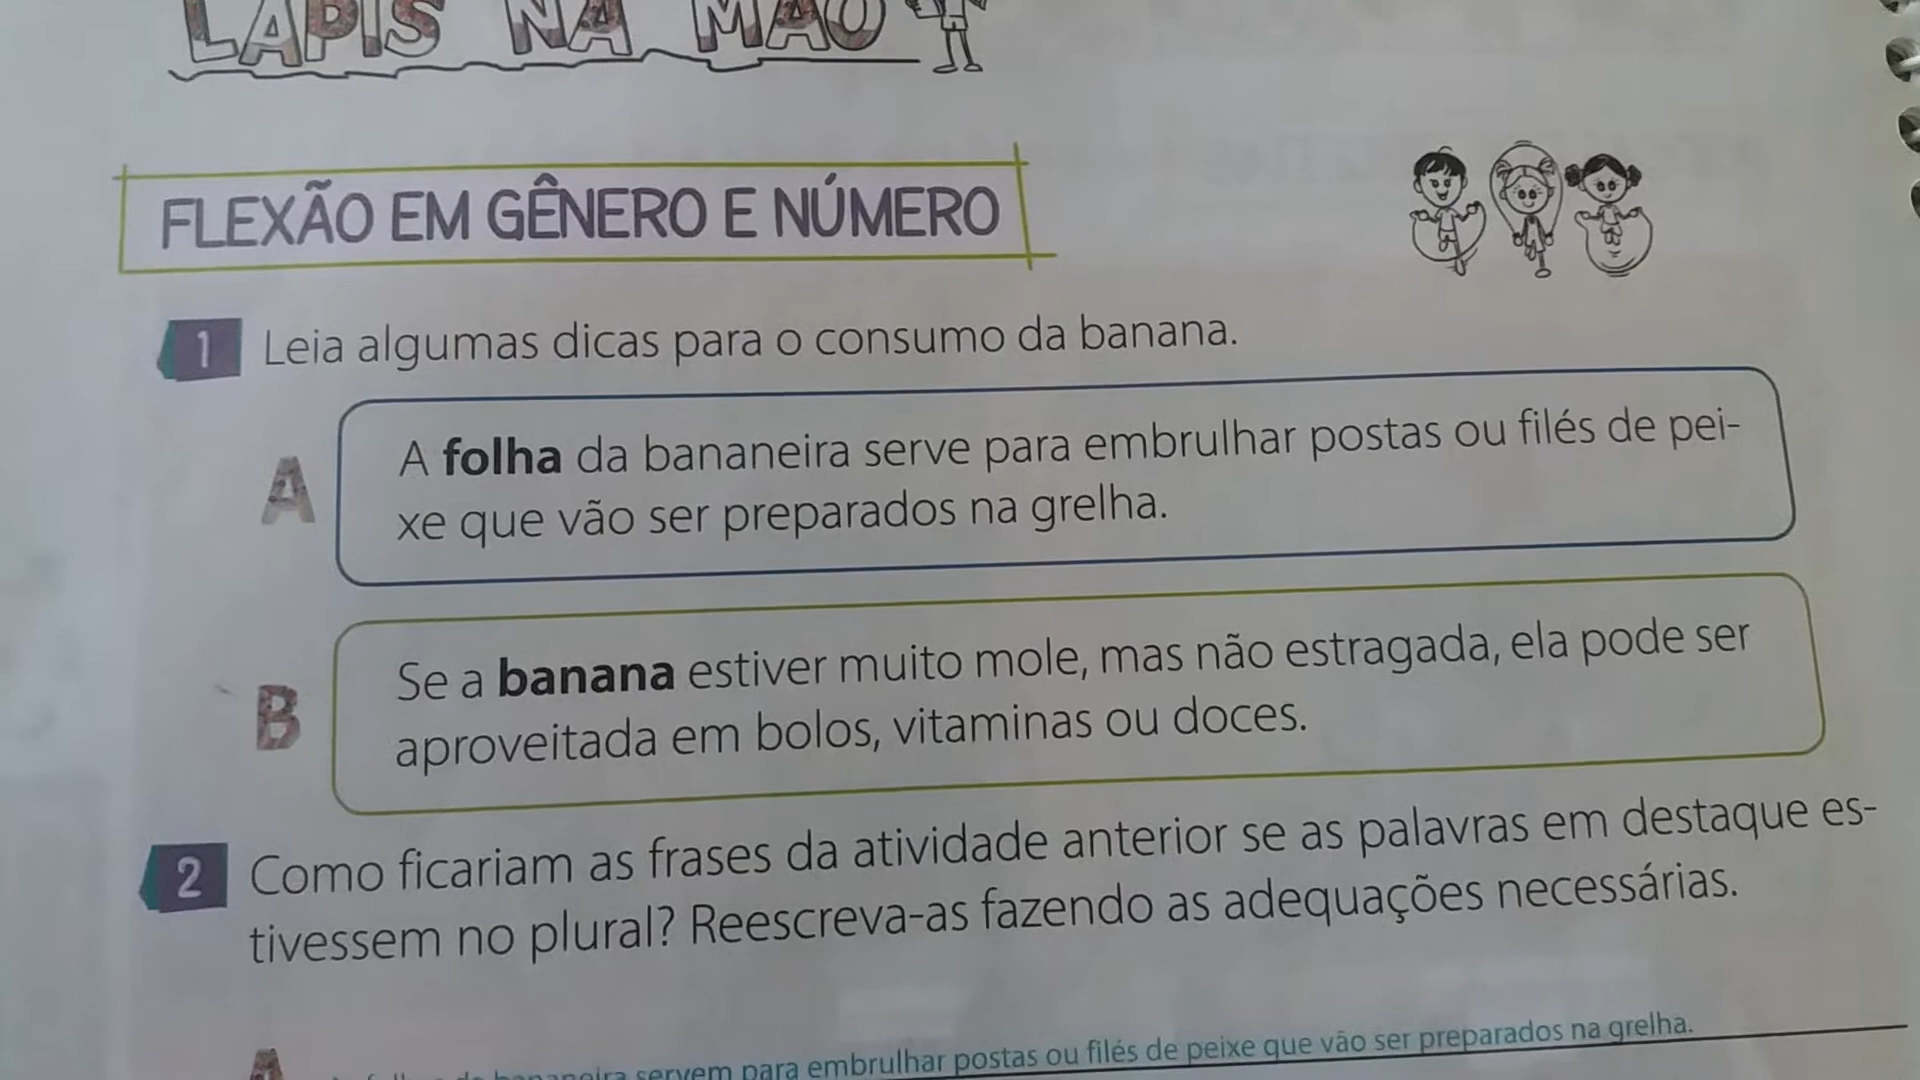 LÁPIS NA MÃO
FLEXÃO EM GÊNERO E NÚMERO
1 Leia algumas dicas para o consumo da banana.
A
A folha da bananeira serve para embrulhar postas ou filés de pei-
xe que vão ser preparados na grelha.
B
Se a banana estiver muito mole, mas não estragada, ela pode ser
aproveitada em bolos, vitaminas ou doces.
2 Como ficariam as frases da atividade anterior se as palavras em destaque es-
tivessem no plural? Reescreva-as fazendo as adequações necessárias.
A
bananeira servem para embrulhar postas ou filés de peixe que vão ser preparados na grelha.